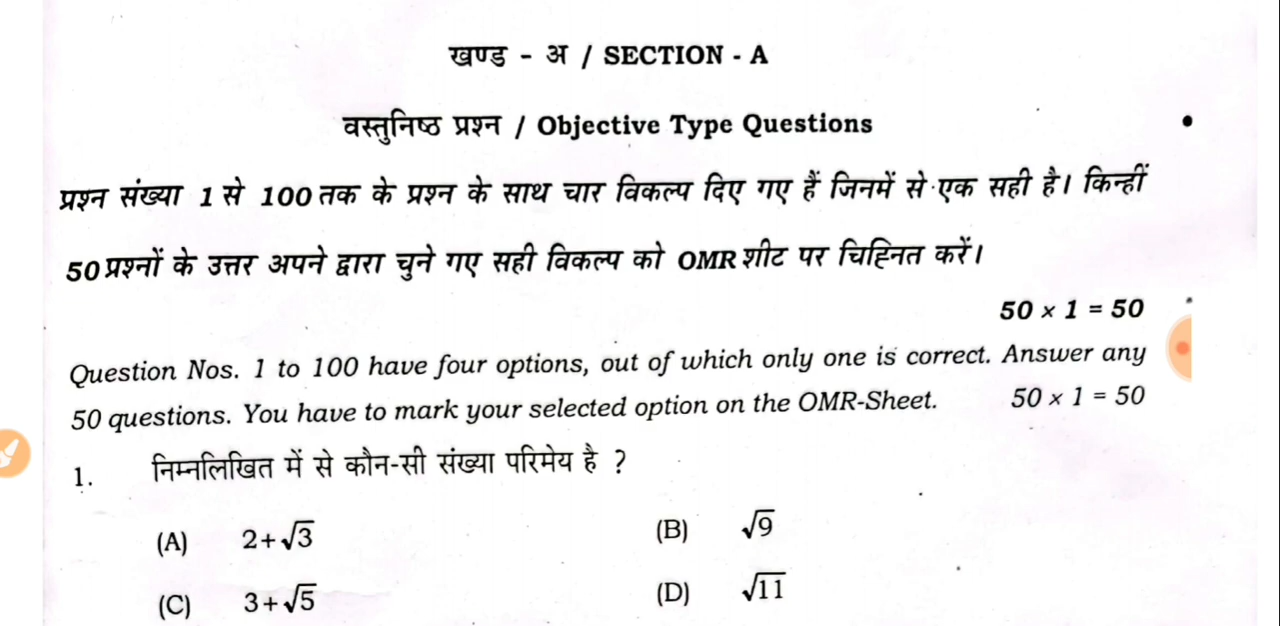 खण्ड - अ / SECTION - A
वस्तुनिष्ठ प्रश्न / Objective Type Questions
प्रश्न संख्या 1 से 100 तक के प्रश्न के साथ चार विकल्प दिए गए हैं जिनमें से एक सही है। किन्हीं
50 प्रश्नों के उत्तर अपने द्वारा चुने गए सही विकल्प को OMR शीट पर चिह्नित करें।
50 × 1 = 50
Question Nos. 1 to 100 have four options, out of which only one is correct. Answer any
50 questions. You have to mark your selected option on the OMR-Sheet. 50 × 1 = 50
1. निम्नलिखित में से कौन-सी संख्या परिमेय है ?
(A) 2+√3 (B) √9
(C) 3+√5 (D) √11